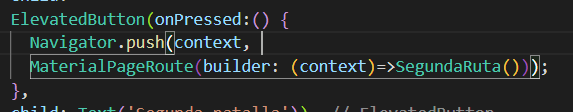 ElevatedButton(onPressed:() {
Navigator.push(context,
MaterialPageRoute(builder: (context)=>SegundaRuta()));
},